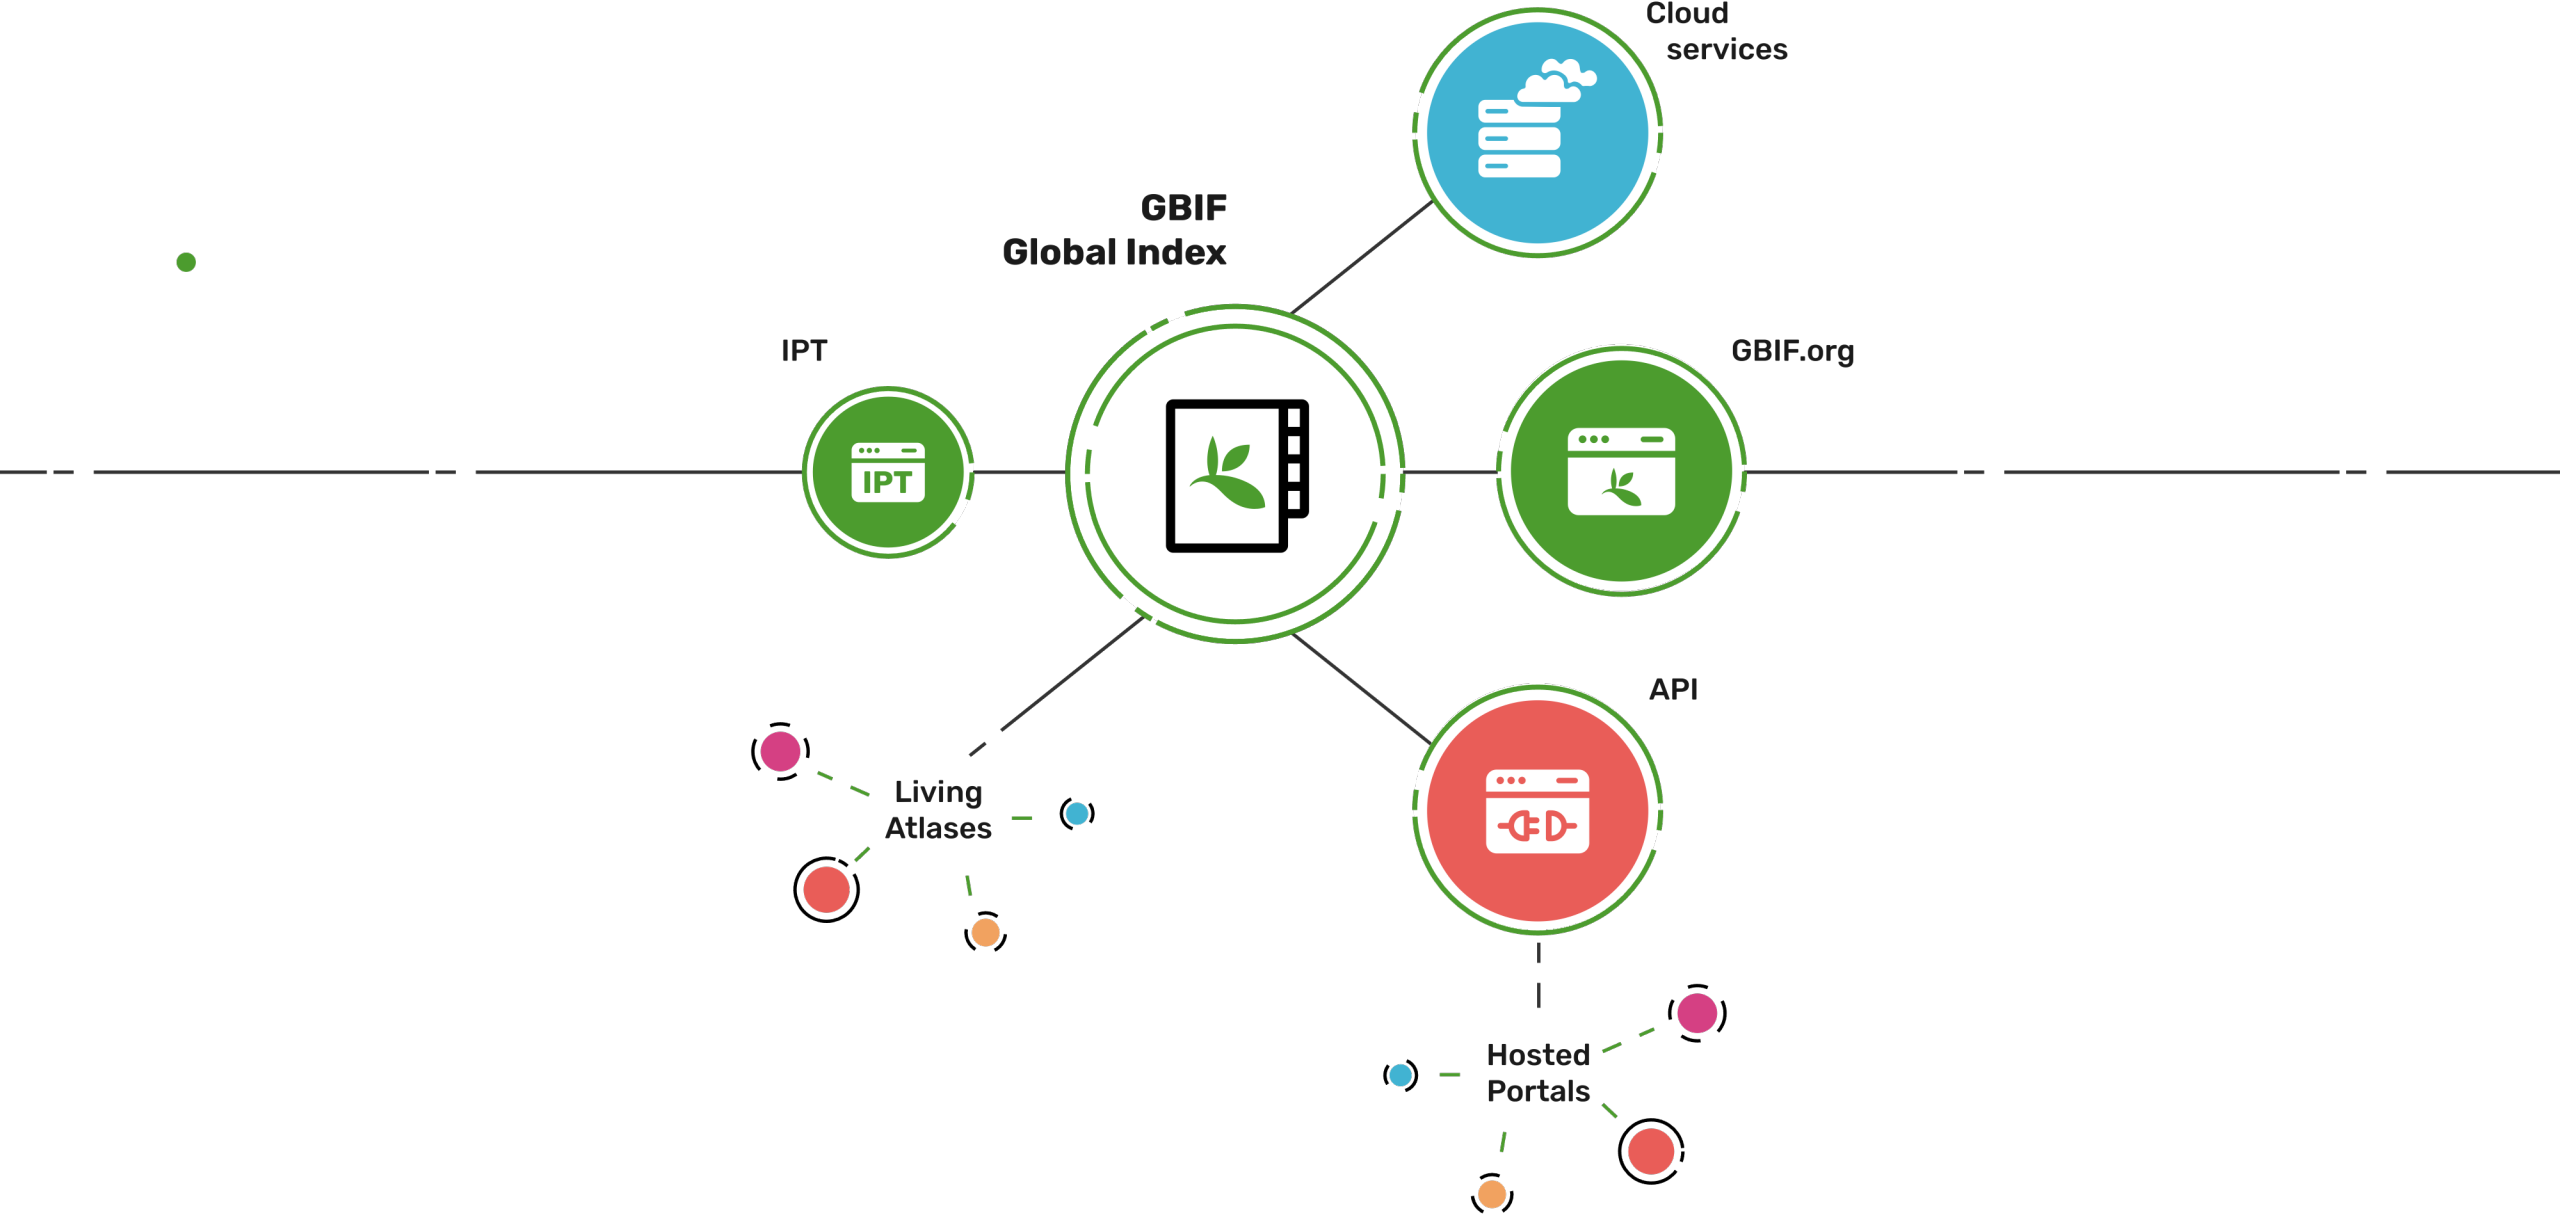 Cloud
services
GBIF
Global Index
IPT
GBIF.org
IPT
API
Living
Atlases
Hosted
Portals